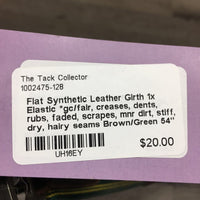 The Tack Collector
1002475-128
Flat Synthetic Leather Girth 1x
Elastic *gc/fair, creases, dents,
rubs, faded, scrapes, mnr dirt, stiff,
dry, hairy seams Brown/Green 54"
$20.00
UH16EY